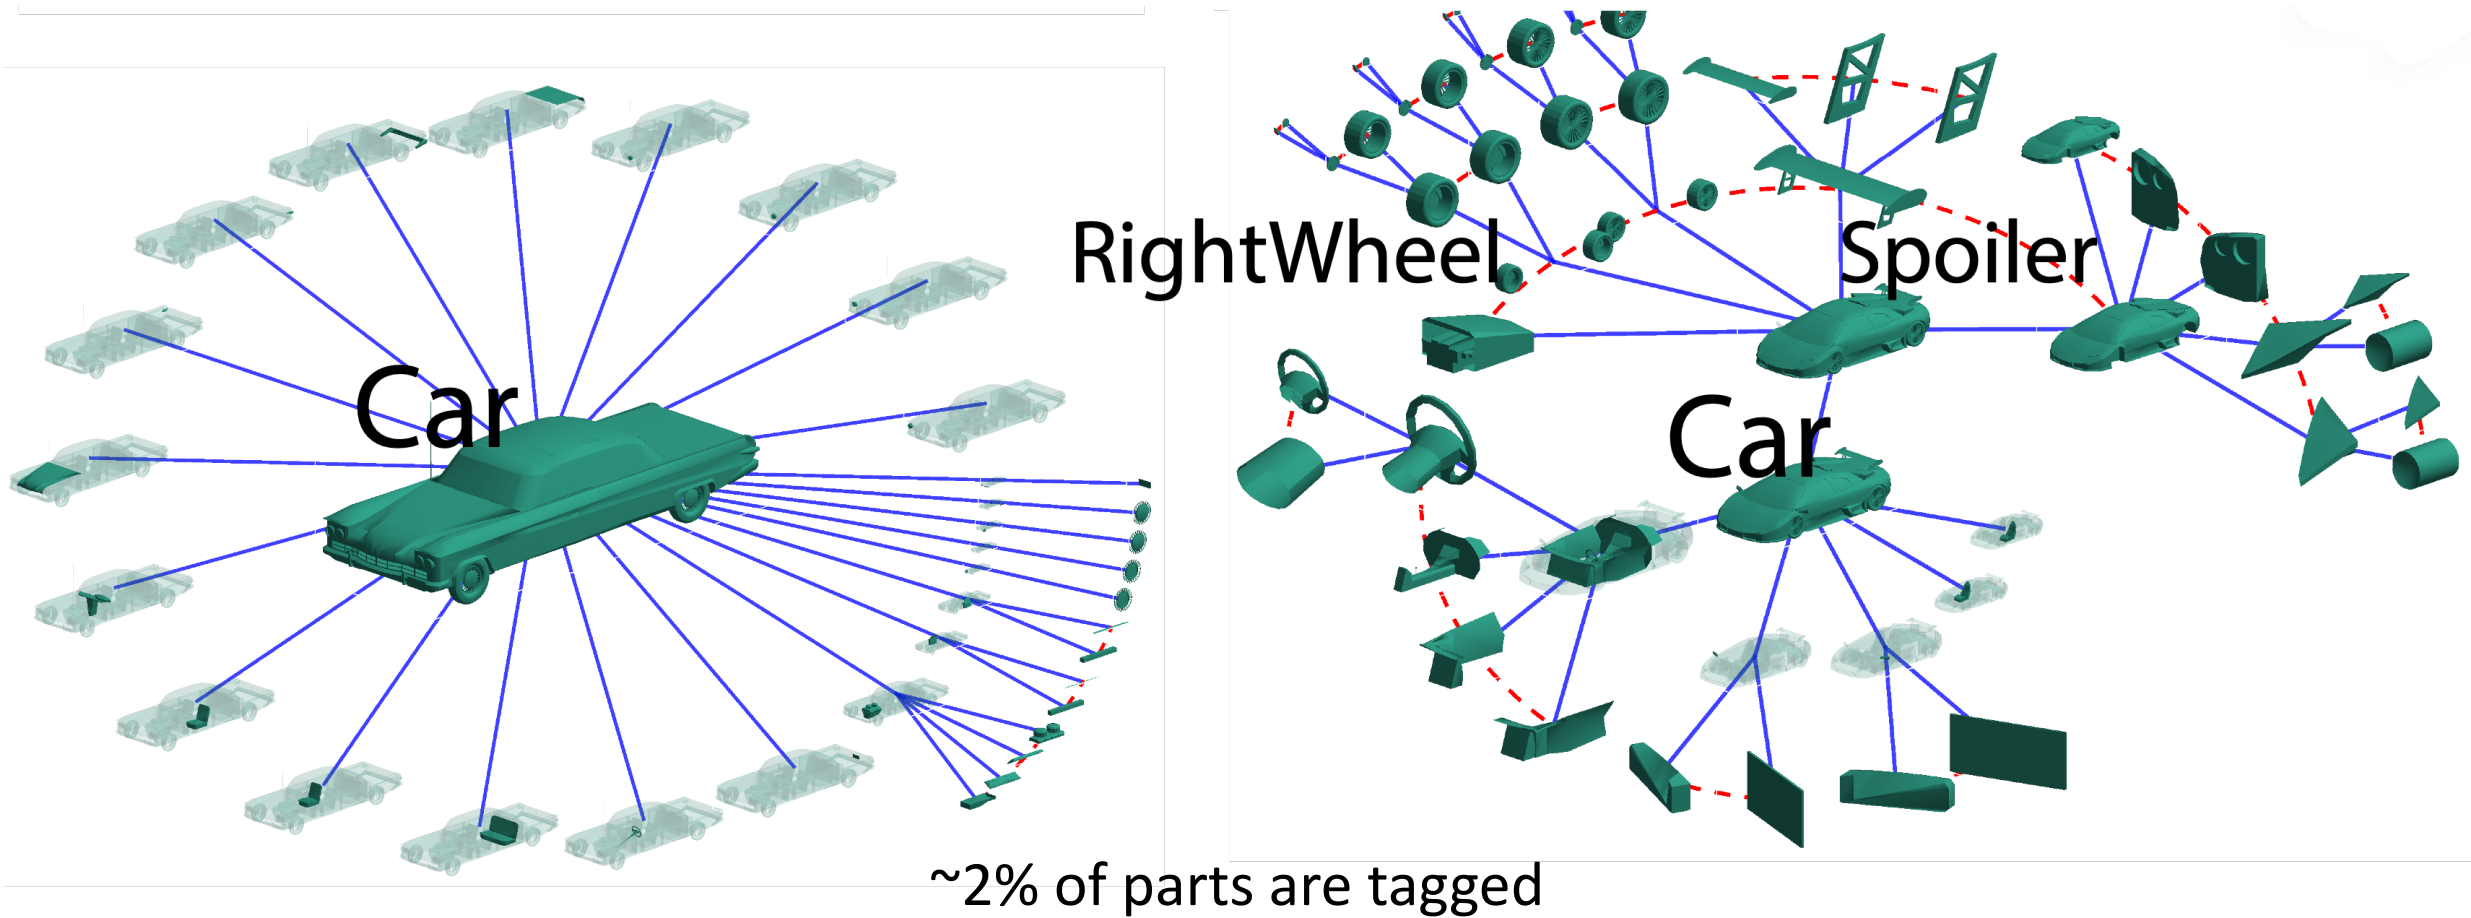 RightWheel
Spoiler
Car
Car
~2% of parts are tagged